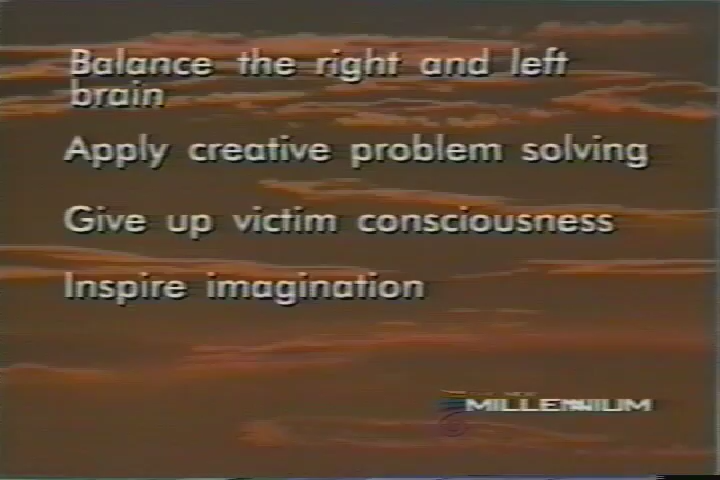 Balance the right and left
brain
Apply creative problem solving
Give up victim consciousness
Inspire imagination
MILLENNIUM